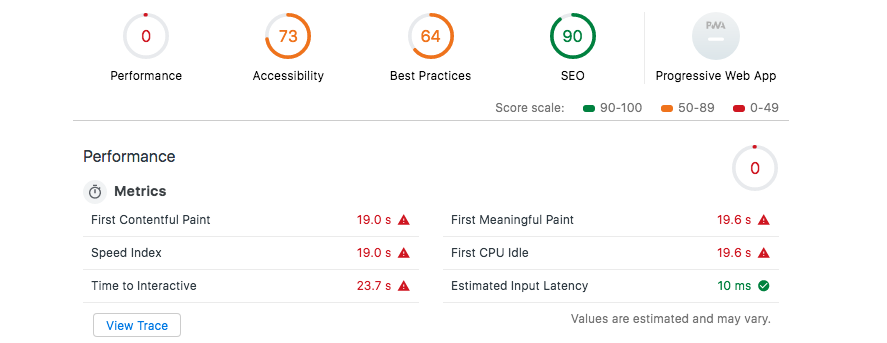 0 73 64 90 PWA
Performance Accessibility Best Practices SEO Progressive Web App
Score scale: 90-100 50-89 0-49
Performance
0
Metrics
First Contentful Paint 19.0 s First Meaningful Paint 19.6 s
Speed Index 19.0 s First CPU Idle 19.6 s
Time to Interactive 23.7 s Estimated Input Latency 10 ms
View Trace Values are estimated and may vary.